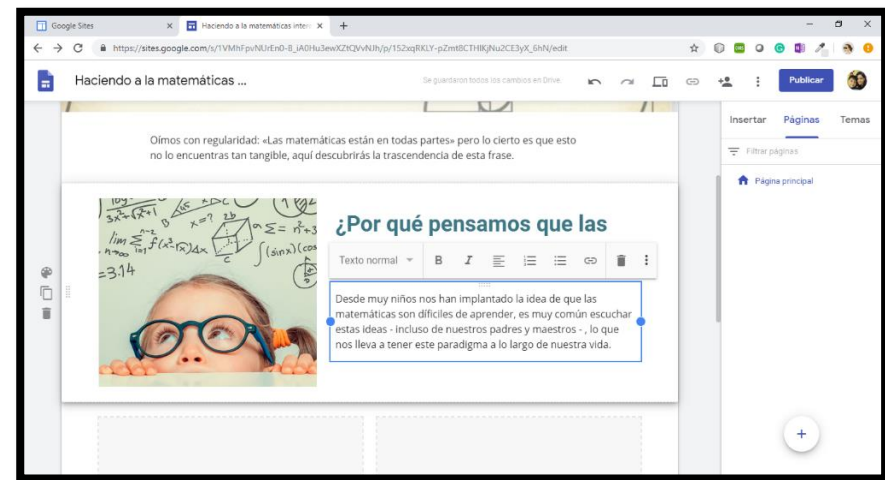 Google Sites
Haciendo a la matemáticas inter
https://sites.google.com/s/
/edit
Haciendo a la matemáticas ...
Se guardaron todos los cambios en Drive.
Publicar
Insertar Páginas Temas
Filtrar páginas
Página principal
Oímos con regularidad: «Las matemáticas están en todas partes» pero lo cierto es que esto
no lo encuentras tan tangible, aquí descubrirás la trascendencia de esta frase.
¿Por qué pensamos que las
Texto normal
B I
Desde muy niños nos han implantado la idea de que las
matemáticas son díficiles de aprender, es muy común escuchar
estas ideas - incluso de nuestros padres y maestros - , lo que
nos lleva a tener este paradigma a lo largo de nuestra vida.
x=?
2b
=3.14